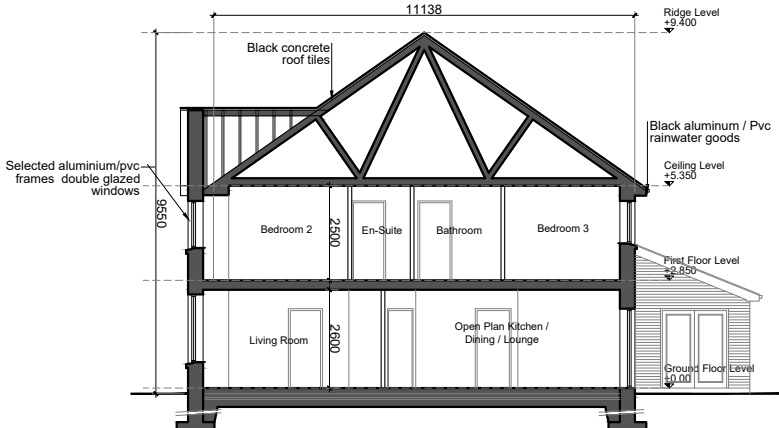 11138
Ridge Level
+9.400
Black concrete
roof tiles
Black aluminum / Pvc
rainwater goods
Selected aluminium/pvc
frames double glazed
windows
Ceiling Level
+5.350
9550
Bedroom 2
2500
En-Suite
Bathroom
Bedroom 3
First Floor Level
+2.850
Living Room
2600
Open Plan Kitchen /
Dining / Lounge
Ground Floor Level
+0.00